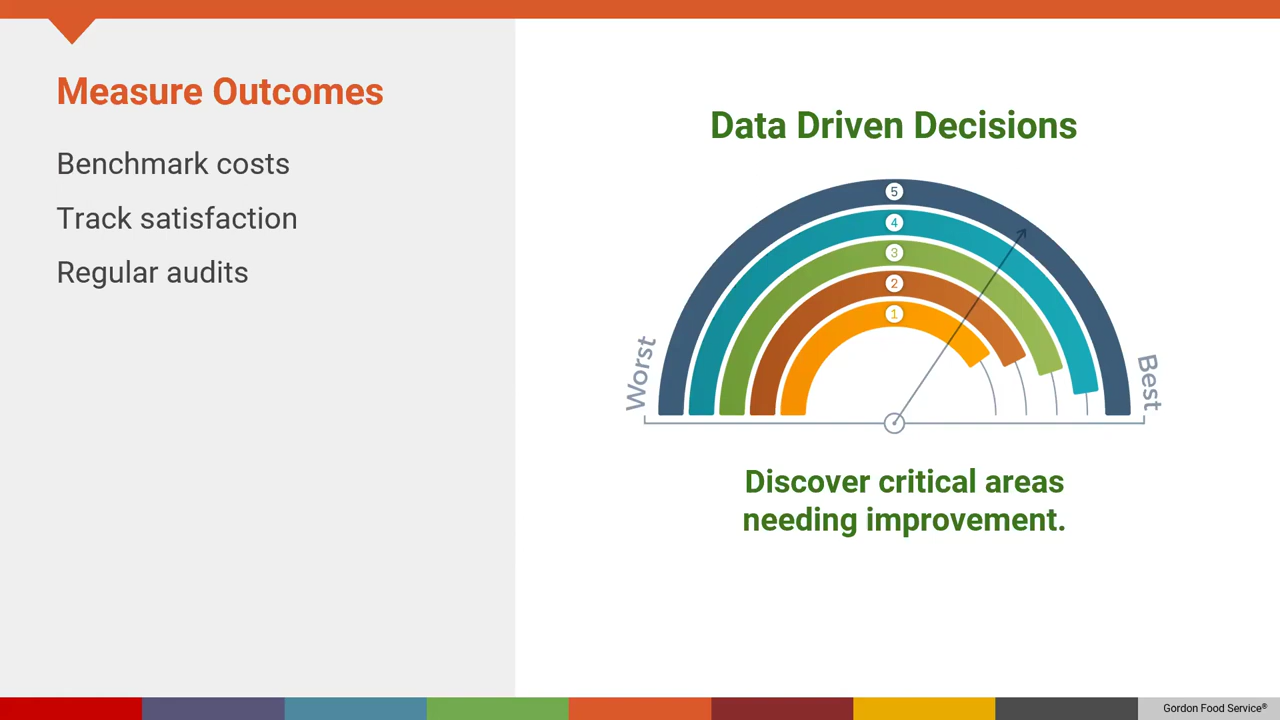 Measure Outcomes
Benchmark costs
Track satisfaction
Regular audits
Data Driven Decisions
5
4
3
2
1
Worst
Best
Discover critical areas
needing improvement.
Gordon Food Service®